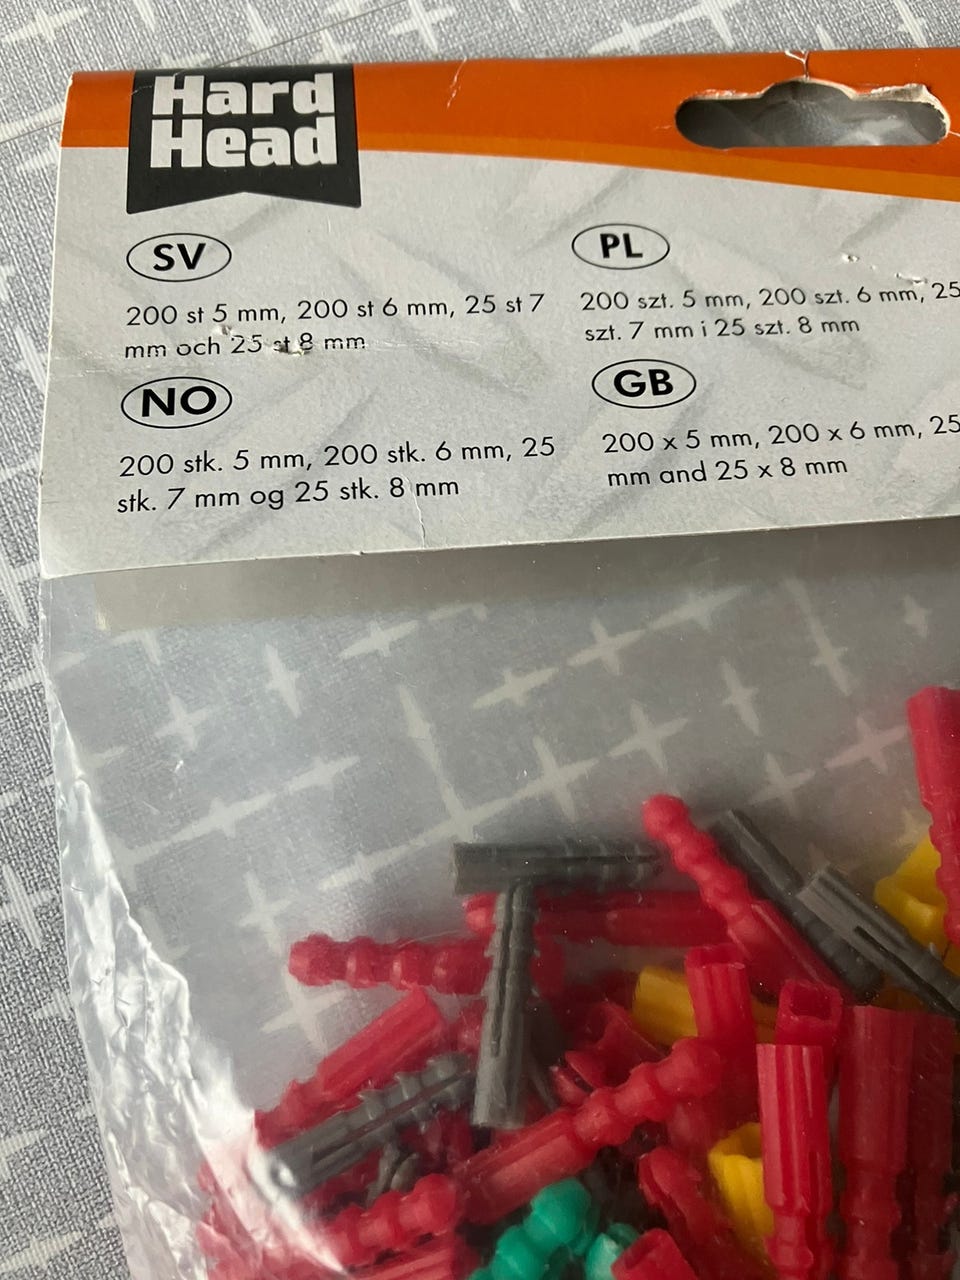 Hard
Head
SV
200 st 5 mm, 200 st 6 mm, 25 st 7
mm och 25 st 8 mm
NO
200 stk. 5 mm, 200 stk. 6 mm, 25
stk. 7 mm og 25 stk. 8 mm
PL
200 szt. 5 mm, 200 szt. 6 mm, 25
szt. 7 mm i 25 szt. 8 mm
GB
200 x 5 mm, 200 x 6 mm, 25
mm and 25 x 8 mm